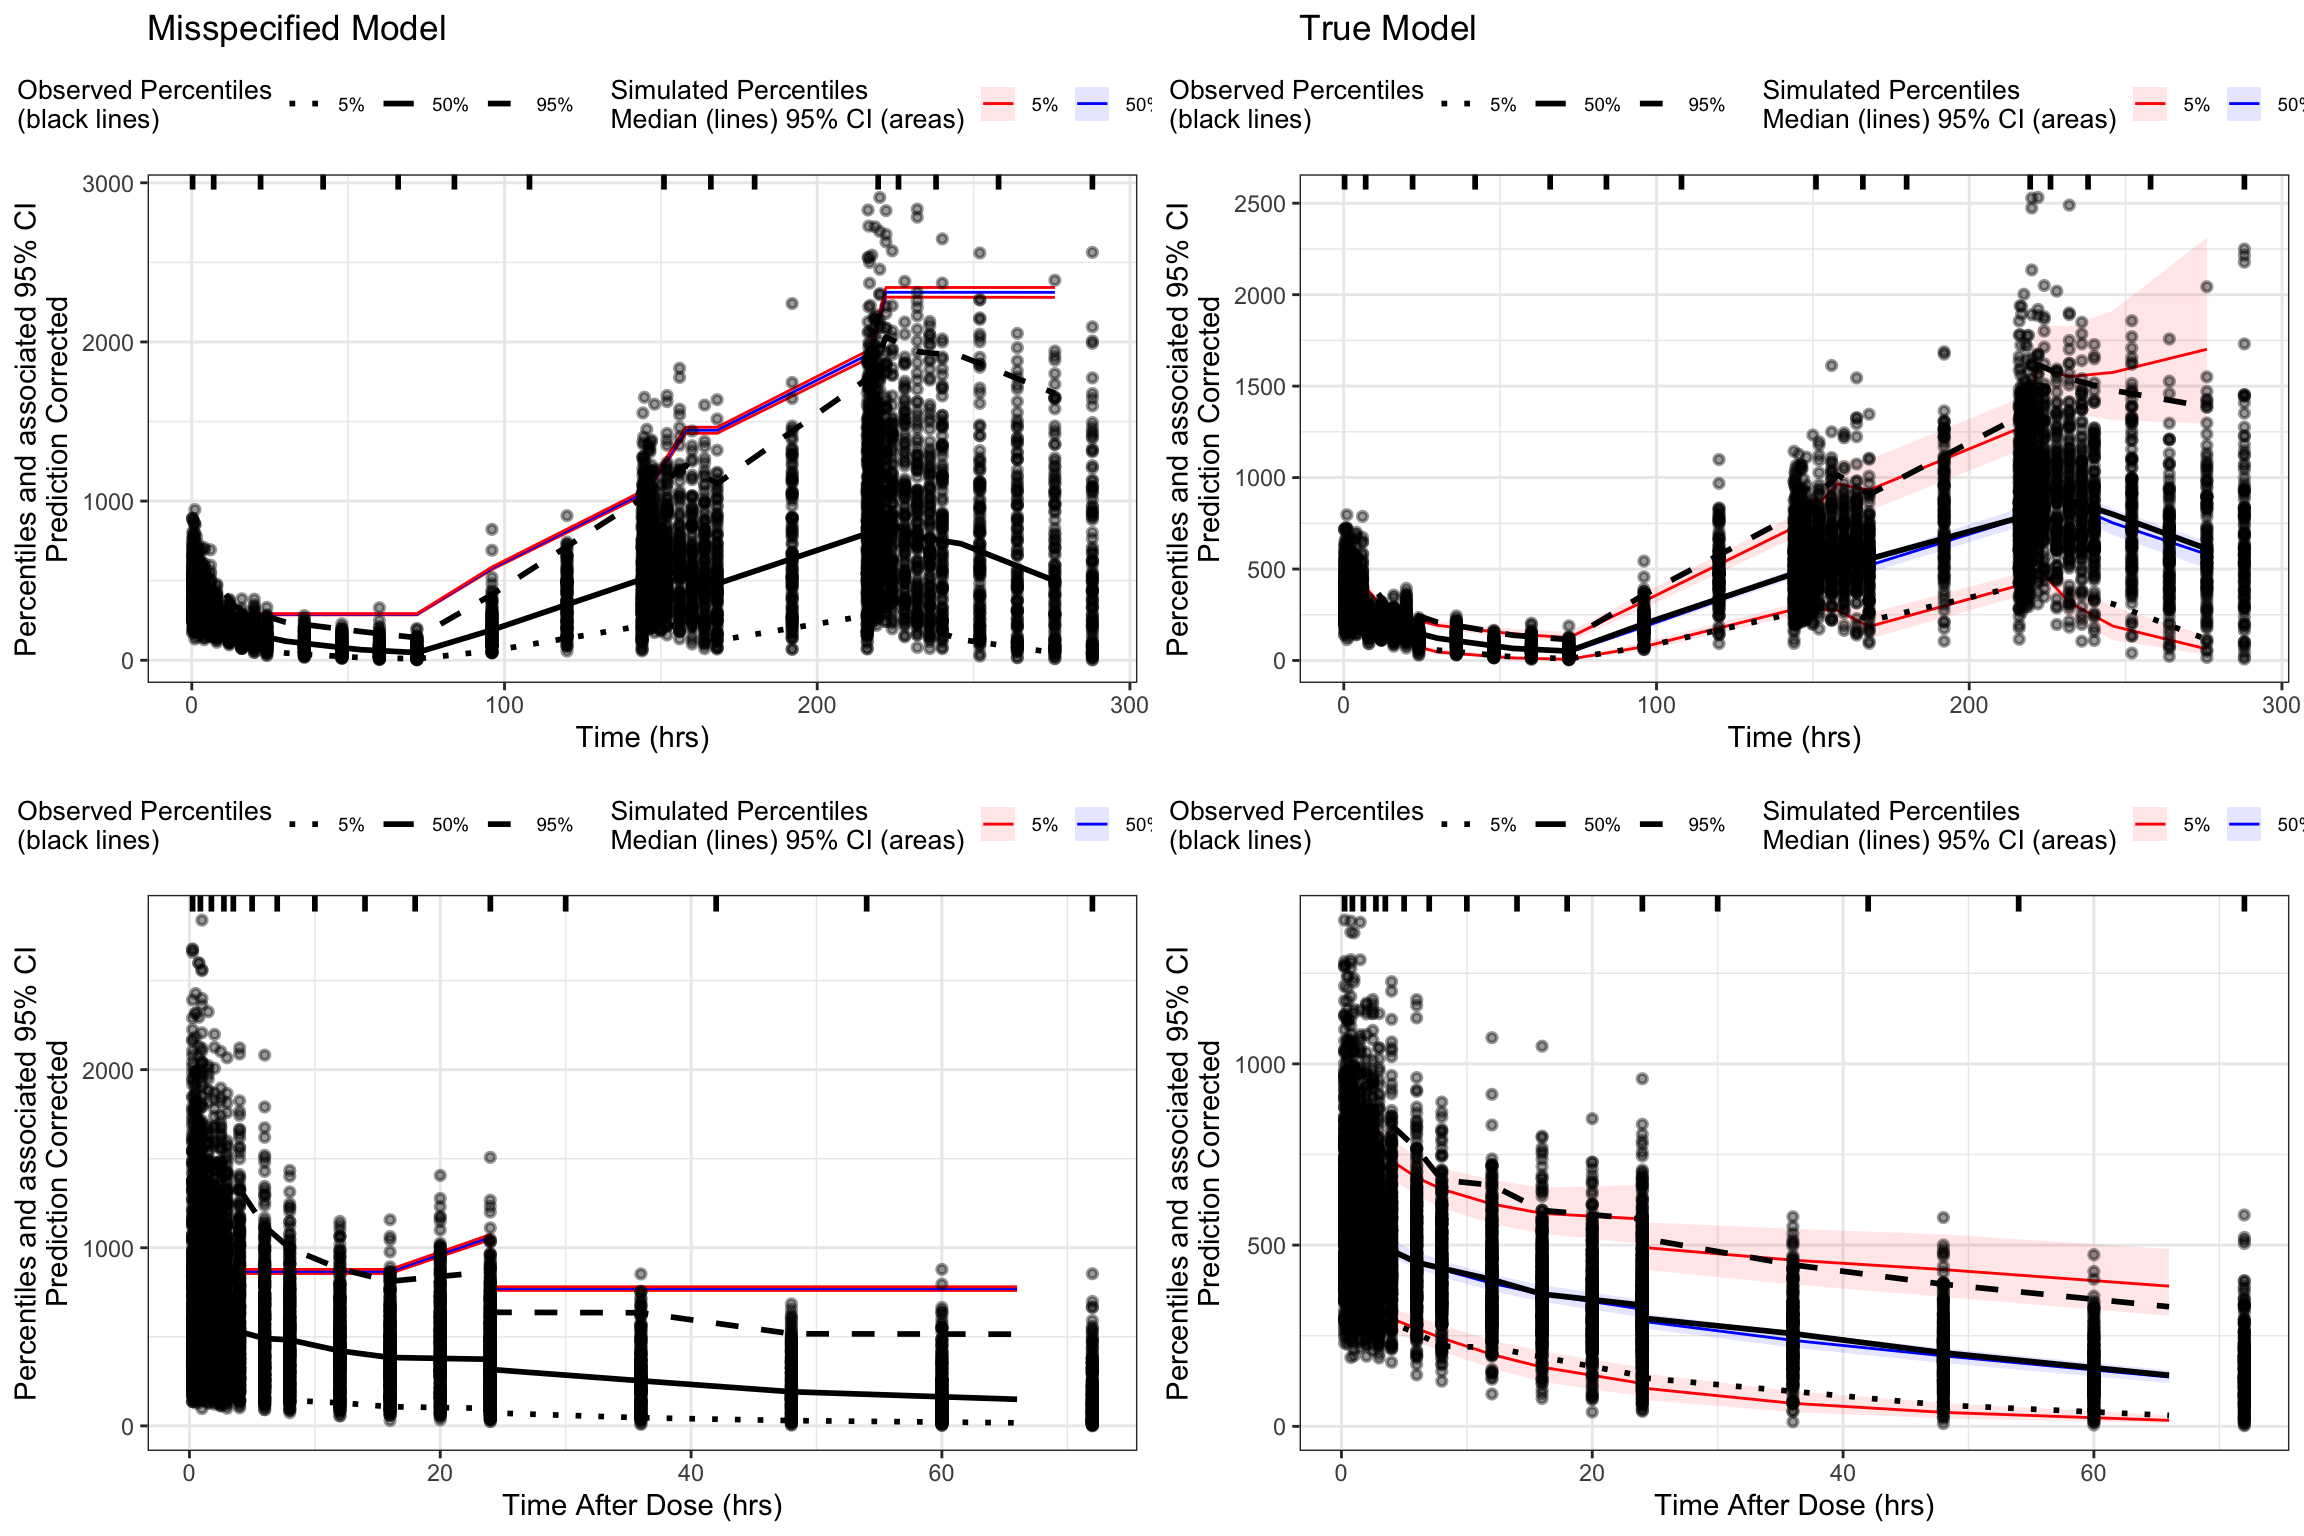 Misspecified Model
True Model
Observed Percentiles
(black lines)
5% 50% 95%
Simulated Percentiles
Median (lines) 95% CI (areas)
5% 50%
Observed Percentiles
(black lines)
5% 50% 95%
Simulated Percentiles
Median (lines) 95% CI (areas)
5% 50
Percentiles and associated 95% CI
Prediction Corrected
3000
2000
1000
0
0 100 200 300
Time (hrs)
Percentiles and associated 95% CI
Prediction Corrected
2500
2000
1500
1000
500
0
0 100 200 300
Time (hrs)
Observed Percentiles
(black lines)
5% 50% 95%
Simulated Percentiles
Median (lines) 95% CI (areas)
5% 50%
Observed Percentiles
(black lines)
5% 50% 95%
Simulated Percentiles
Median (lines) 95% CI (areas)
5% 50
Percentiles and associated 95% CI
Prediction Corrected
2000
1000
0
0 20 40 60
Time After Dose (hrs)
Percentiles and associated 95% CI
Prediction Corrected
1000
500
0
0 20 40 60
Time After Dose (hrs)